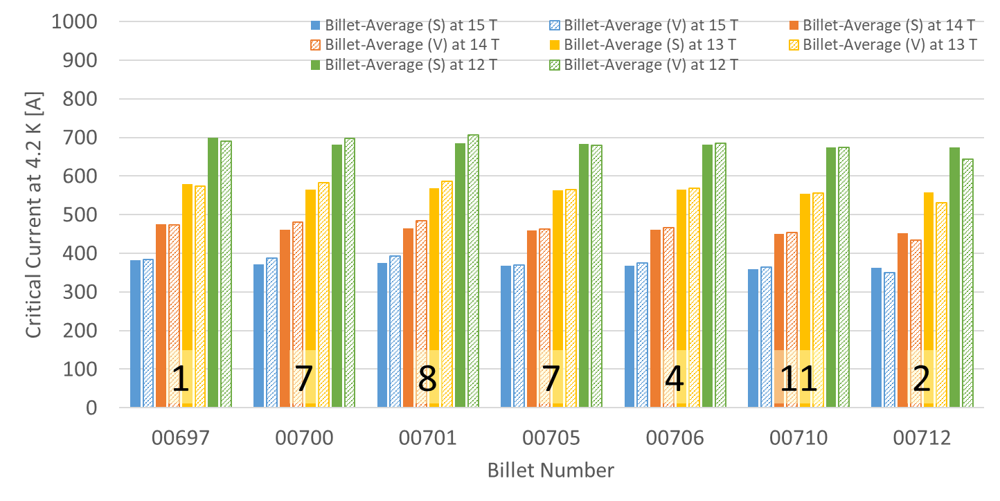 1000
Billet-Average (S) at 15 T Billet-Average (V) at 15 T Billet-Average (S) at 14 T
Billet-Average (V) at 14 T Billet-Average (S) at 13 T Billet-Average (V) at 13 T
Billet-Average (S) at 12 T Billet-Average (V) at 12 T
900
800
700
600
500
400
300
200
100
0
Critical Current at 4.2 K [A]
1 7 8 7 4 11 2
00697 00700 00701 00705 00706 00710 00712
Billet Number